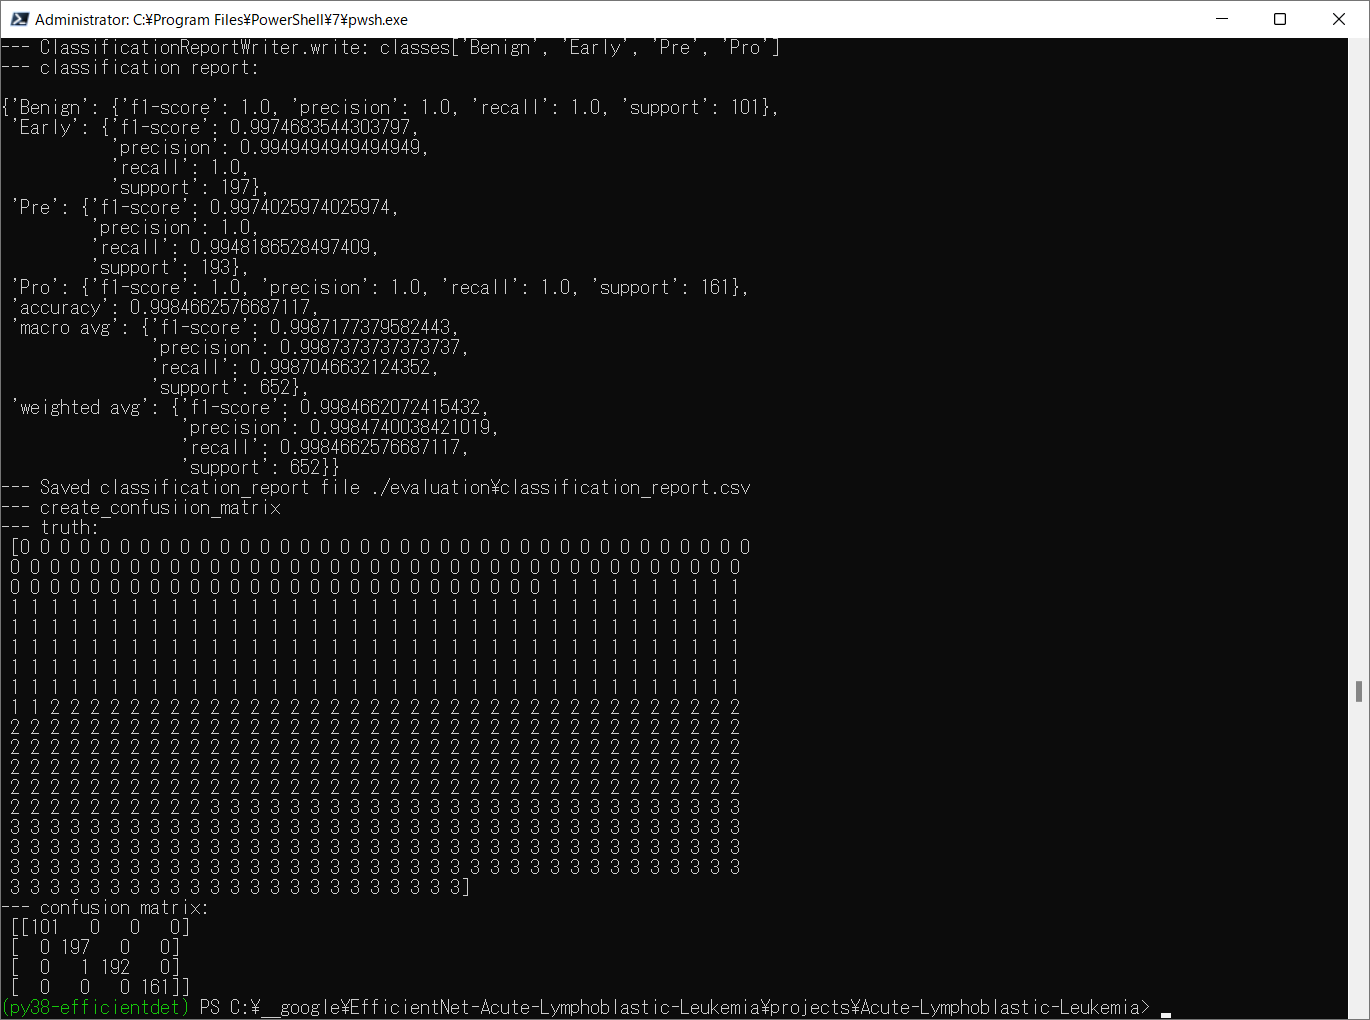 Administrator: C:¥Program Files¥PowerShell¥7¥pwsh.exe
--- ClassificationReportWriter.write: classes['Benign', 'Early', 'Pre', 'Pro']
--- classification report:
{'Benign': {'f1-score': 1.0, 'precision': 1.0, 'recall': 1.0, 'support': 101},
'Early': {'f1-score': 0.9974683544303797,
'precision': 0.9949494949494949,
'recall': 1.0,
'support': 197},
'Pre': {'f1-score': 0.9974025974025974,
'precision': 1.0,
'recall': 0.9948186528497409,
'support': 193},
'Pro': {'f1-score': 1.0, 'precision': 1.0, 'recall': 1.0, 'support': 161},
'accuracy': 0.9984662576687117,
'macro avg': {'f1-score': 0.9987177379582443,
'precision': 0.9987373737373737,
'recall': 0.9987046632124352,
'support': 652},
'weighted avg': {'f1-score': 0.9984662072415432,
'precision': 0.9984740038421019,
'recall': 0.9984662576687117,
'support': 652}}
--- Saved classification_report file ./evaluation¥classification_report.csv
--- create_confusiion_matrix
--- truth:
[0 0 0 0 0 0 0 0 0 0 0 0 0 0 0 0 0 0 0 0 0 0 0 0 0 0 0 0 0 0 0 0 0 0 0 0 0
0 0 0 0 0 0 0 0 0 0 0 0 0 0 0 0 0 0 0 0 0 0 0 0 0 0 0 0 0 0 0 0 0 0 0 0 0
0 0 0 0 0 0 0 0 0 0 0 0 0 0 0 0 0 0 0 0 0 0 0 0 0 0 0 1 1 1 1 1 1 1 1 1 1
1 1 1 1 1 1 1 1 1 1 1 1 1 1 1 1 1 1 1 1 1 1 1 1 1 1 1 1 1 1 1 1 1 1 1 1 1
1 1 1 1 1 1 1 1 1 1 1 1 1 1 1 1 1 1 1 1 1 1 1 1 1 1 1 1 1 1 1 1 1 1 1 1 1
1 1 1 1 1 1 1 1 1 1 1 1 1 1 1 1 1 1 1 1 1 1 1 1 1 1 1 1 1 1 1 1 1 1 1 1 1
1 1 1 1 1 1 1 1 1 1 1 1 1 1 1 1 1 1 1 1 1 1 1 1 1 1 1 1 1 1 1 1 1 1 1 1 1
1 1 1 1 1 1 1 1 1 1 1 1 1 1 1 1 1 1 1 1 1 1 1 1 1 1 1 1 1 1 1 1 1 1 1 1 1
1 1 2 2 2 2 2 2 2 2 2 2 2 2 2 2 2 2 2 2 2 2 2 2 2 2 2 2 2 2 2 2 2 2 2 2 2
2 2 2 2 2 2 2 2 2 2 2 2 2 2 2 2 2 2 2 2 2 2 2 2 2 2 2 2 2 2 2 2 2 2 2 2 2
2 2 2 2 2 2 2 2 2 2 2 2 2 2 2 2 2 2 2 2 2 2 2 2 2 2 2 2 2 2 2 2 2 2 2 2 2
2 2 2 2 2 2 2 2 2 2 2 2 2 2 2 2 2 2 2 2 2 2 2 2 2 2 2 2 2 2 2 2 2 2 2 2 2
2 2 2 2 2 2 2 2 2 2 2 2 2 2 2 2 2 2 2 2 2 2 2 2 2 2 2 2 2 2 2 2 2 2 2 2 2
2 2 2 2 2 2 2 2 2 2 3 3 3 3 3 3 3 3 3 3 3 3 3 3 3 3 3 3 3 3 3 3 3 3 3 3 3
3 3 3 3 3 3 3 3 3 3 3 3 3 3 3 3 3 3 3 3 3 3 3 3 3 3 3 3 3 3 3 3 3 3 3 3 3
3 3 3 3 3 3 3 3 3 3 3 3 3 3 3 3 3 3 3 3 3 3 3 3 3 3 3 3 3 3 3 3 3 3 3 3 3
3 3 3 3 3 3 3 3 3 3 3 3 3 3 3 3 3 3 3 3 3 3 3 3 3 3 3 3 3 3 3 3 3 3 3 3 3
3 3 3 3 3 3 3 3 3 3 3 3 3 3 3 3 3 3 3 3 3 3 3]
--- confusion matrix:
[[101 0 0 0]
[ 0 197 0 0]
[ 0 1 192 0]
[ 0 0 0 161]]
(py38-efficientdet) PS C:¥__google¥EfficientNet-Acute-Lymphoblastic-Leukemia¥projects¥Acute-Lymphoblastic-Leukemia>